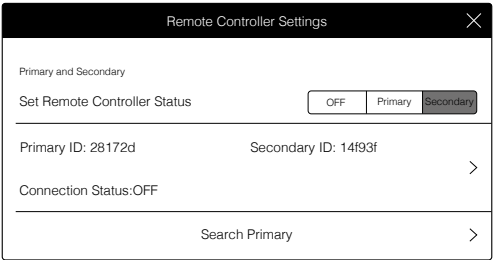 Remote Controller Settings
Primary and Secondary
Set Remote Controller Status OFF Primary Secondary
Primary ID: 28172d Secondary ID: 14f93f
Connection Status:OFF
Search Primary